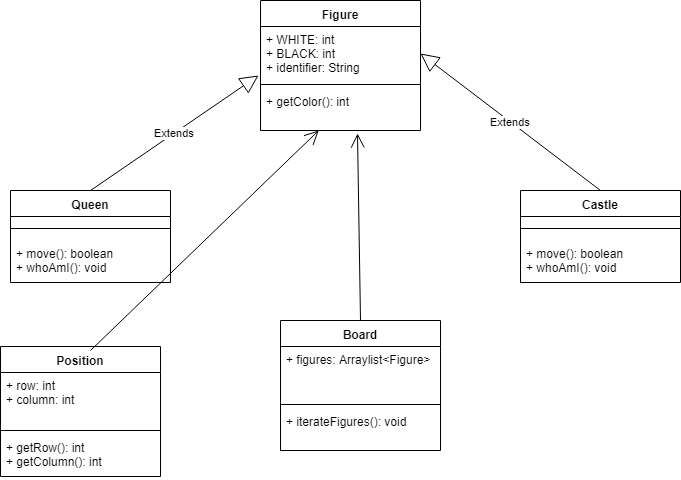 Figure
+ WHITE: int
+ BLACK: int
+ identifier: String
+ getColor(): int
Extends
Extends
Queen
+ move(): boolean
+ whoAmI(): void
Castle
+ move(): boolean
+ whoAmI(): void
Position
+ row: int
+ column: int
+ getRow(): int
+ getColumn(): int
Board
+ figures: Arraylist<Figure>
+ iterateFigures(): void